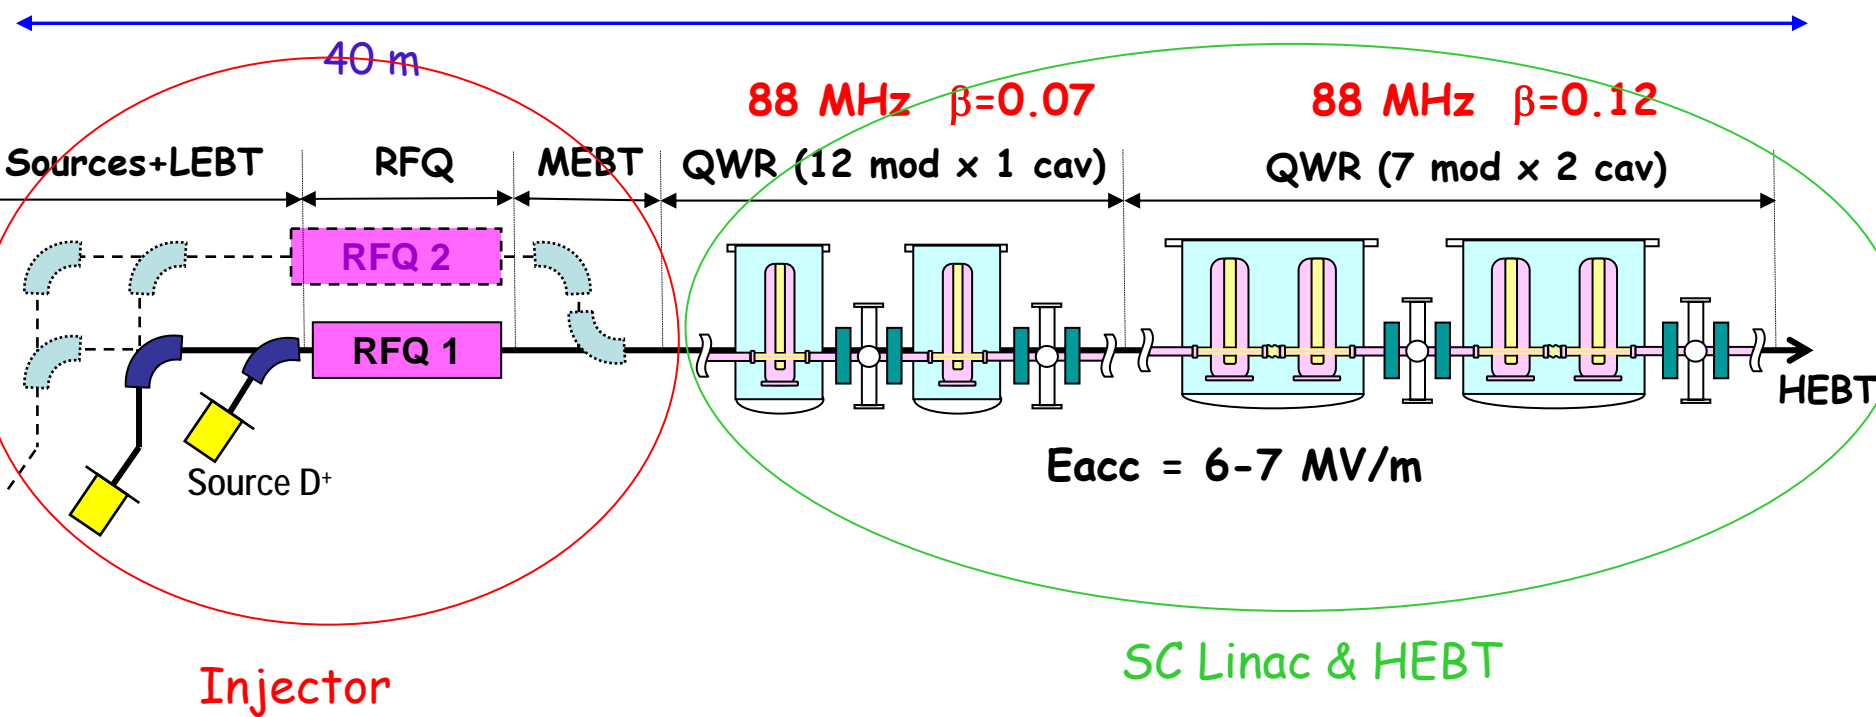 40 m
88 MHz β=0.07
88 MHz β=0.12
Sources+LEBT
RFQ
MEBT
QWR (12 mod x 1 cav)
QWR (7 mod x 2 cav)
RFQ 2
RFQ 1
HEBT
Source D⁺
Eacc = 6-7 MV/m
Injector
SC Linac & HEBT